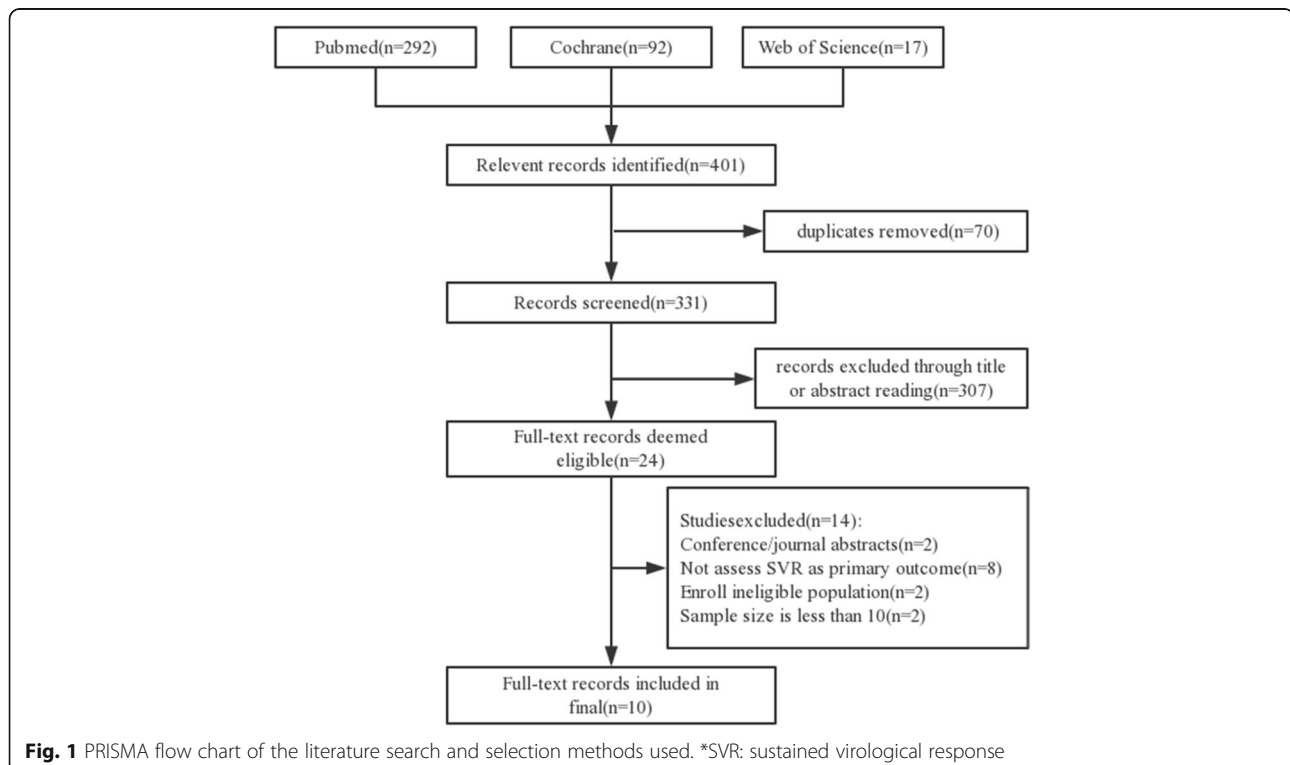 Pubmed(n=292)
Cochrane(n=92)
Web of Science(n=17)
Relevent records identified(n=401)
duplicates removed(n=70)
Records screened(n=331)
records excluded through title
or abstract reading(n=307)
Full-text records deemed
eligible(n=24)
Studiesexcluded(n=14):
Conference/journal abstracts(n=2)
Not assess SVR as primary outcome(n=8)
Enroll ineligible population(n=2)
Sample size is less than 10(n=2)
Full-text records included in
final(n=10)
Fig. 1 PRISMA flow chart of the literature search and selection methods used. *SVR: sustained virological response